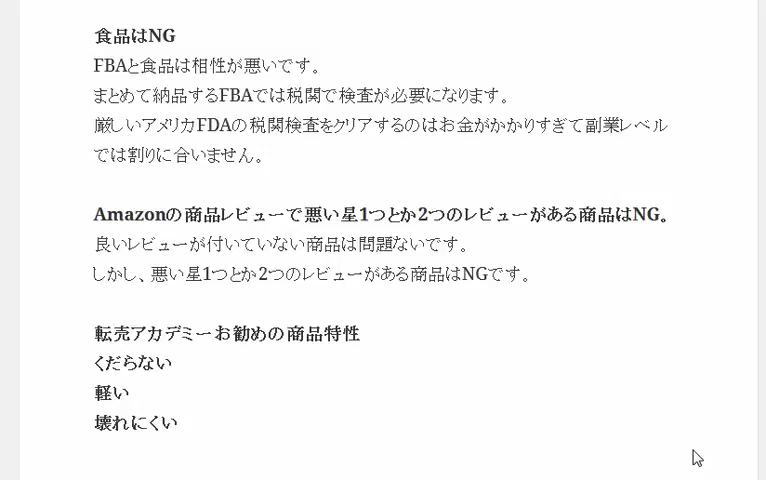 食品はNG
FBAと食品は相性が悪いです。
まとめて納品するFBAでは税関で検査が必要になります。
厳しいアメリカFDAの税関検査をクリアするのはお金がかかりすぎて副業レベル
では割りに合いません。
Amazonの商品レビューで悪い星1つとか2つのレビューがある商品はNG。
良いレビューが付いていない商品は問題ないです。
しかし、悪い星1つとか2つのレビューがある商品はNGです。
転売アカデミーお勧めの商品特性
くだらない
軽い
壊れにくい